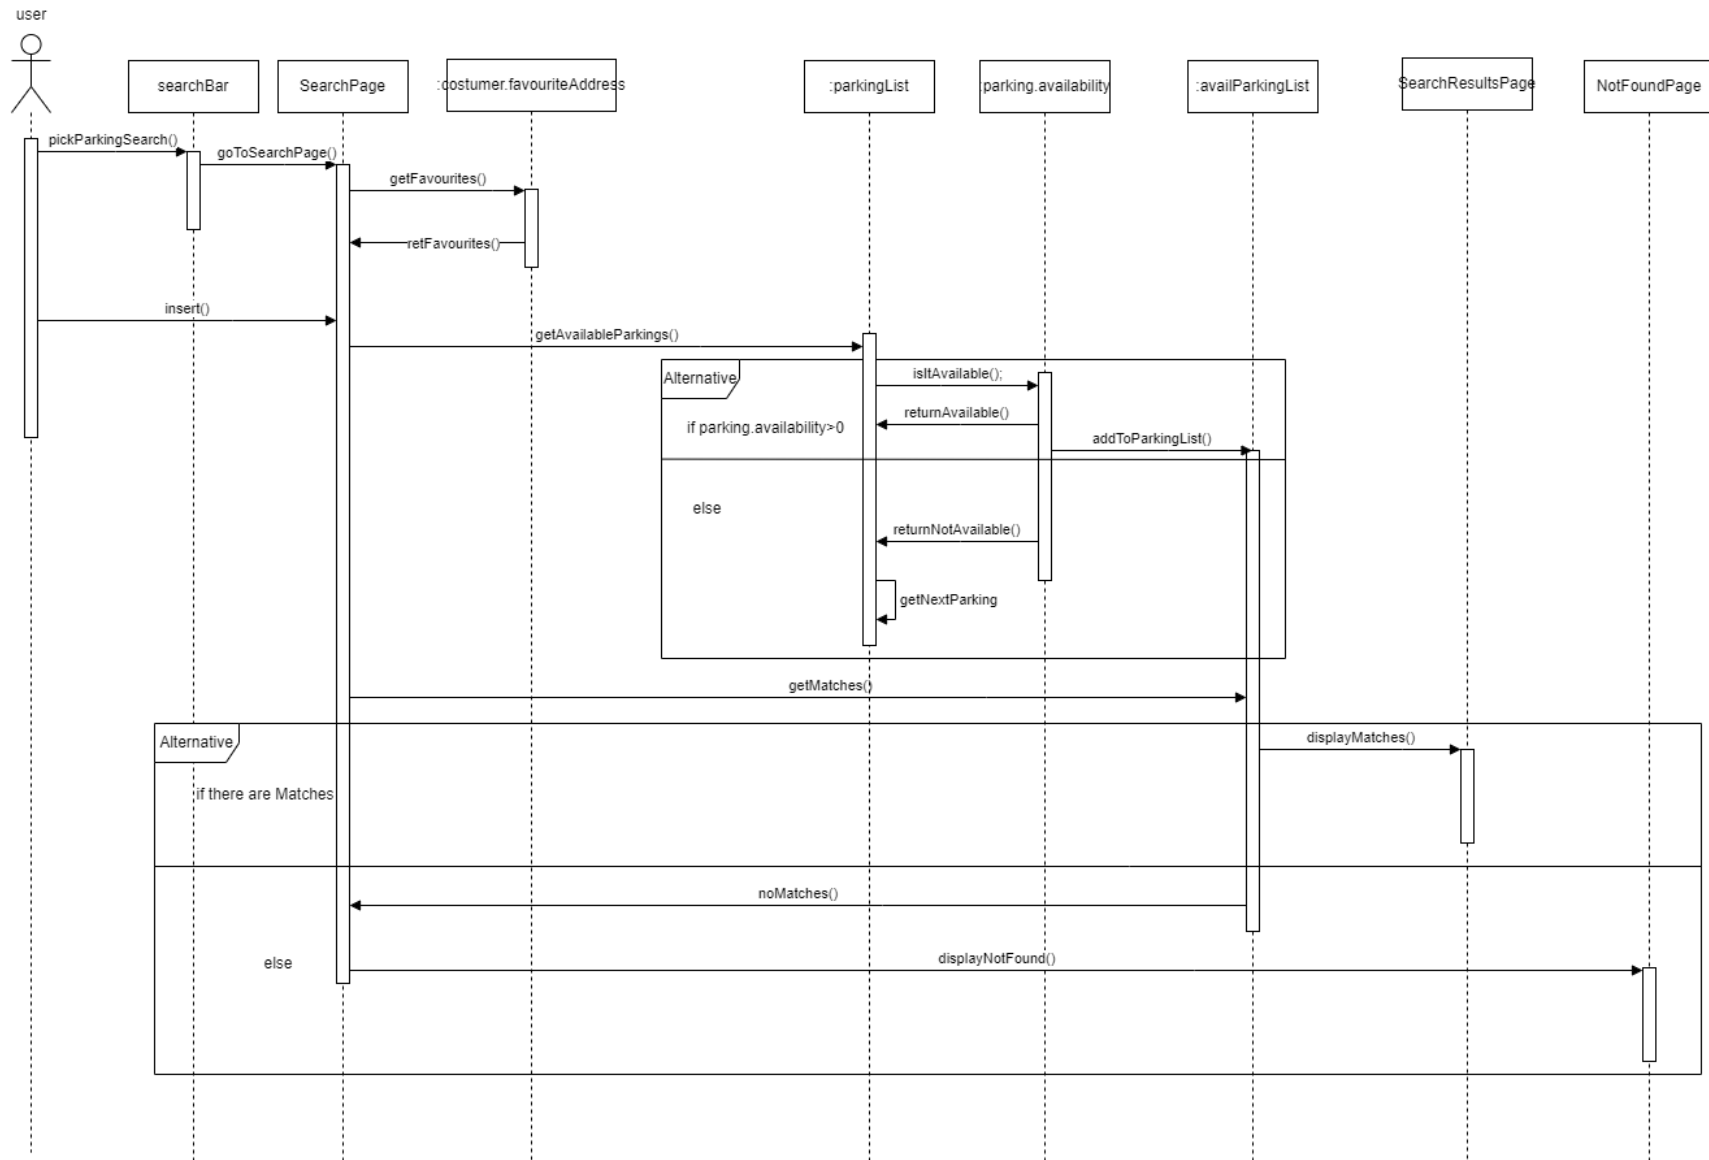 user
searchBar
SearchPage
:costumer.favouriteAddress
:parkingList
:parking.availability
:availParkingList
SearchResultsPage
NotFoundPage
pickParkingSearch()
goToSearchPage()
getFavourites()
retFavourites()
insert()
getAvailableParkings()
Alternative
isItAvailable();
returnAvailable()
if parking.availability>0
addToParkingList()
else
returnNotAvailable()
getNextParking
getMatches()
Alternative
displayMatches()
if there are Matches
noMatches()
else
displayNotFound()